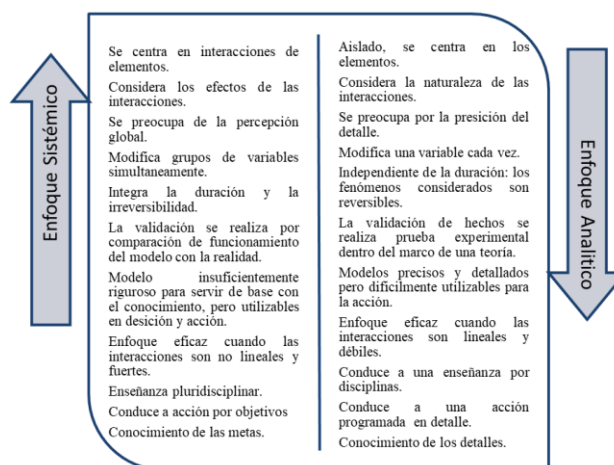 Enfoque Sistémico
Se centra en interacciones de
elementos.
Considera los efectos de las
interacciones.
Se preocupa de la percepción
global.
Modifica grupos de variables
simultaneamente.
Integra la duración y la
irreversibilidad.
La validación se realiza por
comparación de funcionamiento
del modelo con la realidad.
Modelo insuficientemente
riguroso para servir de base con
el conocimiento, pero utilizables
en desición y acción.
Enfoque eficaz cuando las
interacciones son no lineales y
fuertes.
Enseñanza pluridisciplinar.
Conduce a acción por objetivos
Conocimiento de las metas.
Aislado, se centra en los
elementos.
Considera la naturaleza de las
interacciones.
Se preocupa por la presición del
detalle.
Modifica una variable cada vez.
Independiente de la duración: los
fenómenos considerados son
reversibles.
La validación de hechos se
realiza prueba experimental
dentro del marco de una teoría.
Modelos precisos y detallados
pero difícilmente utilizables para
la acción.
Enfoque eficaz cuando las
interacciones son lineales y
débiles.
Conduce a una enseñanza por
disciplinas.
Conduce a una acción
programada en detalle.
Conocimiento de los detalles.
Enfoque Analitico